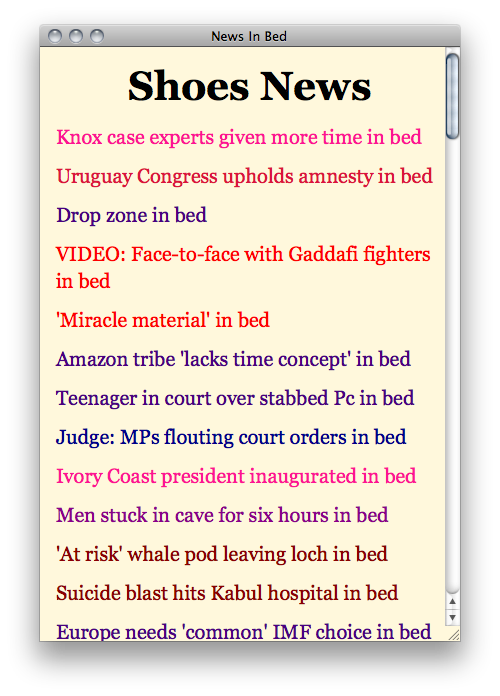 News In Bed
Shoes News
Knox case experts given more time in bed
Uruguay Congress upholds amnesty in bed
Drop zone in bed
VIDEO: Face-to-face with Gaddafi fighters
in bed
'Miracle material' in bed
Amazon tribe 'lacks time concept' in bed
Teenager in court over stabbed Pc in bed
Judge: MPs flouting court orders in bed
Ivory Coast president inaugurated in bed
Men stuck in cave for six hours in bed
'At risk' whale pod leaving loch in bed
Suicide blast hits Kabul hospital in bed
Europe needs 'common' IMF choice in bed